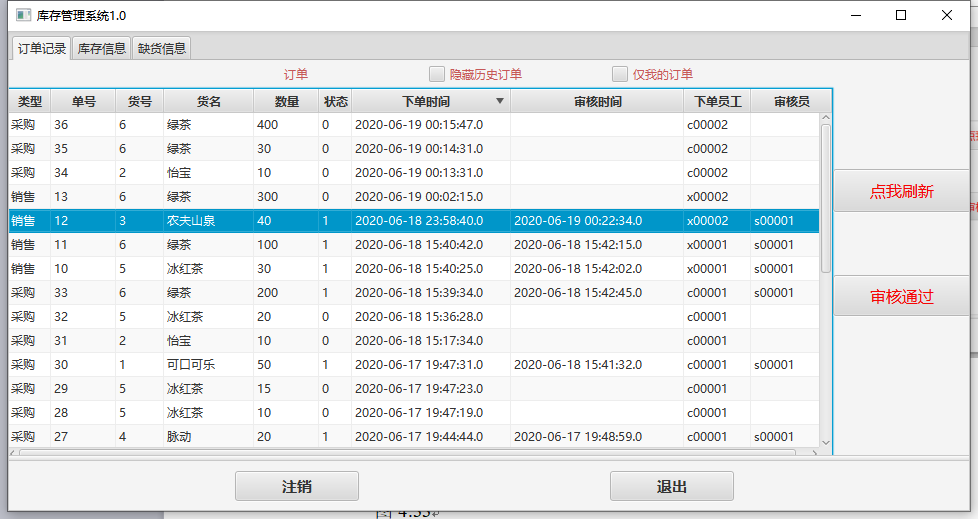 库存管理系统1.0
订单记录 库存信息 缺货信息
订单 隐藏历史订单 仅我的订单
类型 单号 货号 货名 数量 状态 下单时间 审核时间 下单员工 审核员
采购 36 6 绿茶 400 0 2020-06-19 00:15:47.0 c00002
采购 35 6 绿茶 30 0 2020-06-19 00:14:31.0 c00002
采购 34 2 怡宝 10 0 2020-06-19 00:13:31.0 c00002
销售 13 6 绿茶 300 0 2020-06-19 00:02:15.0 x00002
点我刷新
销售 12 3 农夫山泉 40 1 2020-06-18 23:58:40.0 2020-06-19 00:22:34.0 x00002 s00001
销售 11 6 绿茶 100 1 2020-06-18 15:40:42.0 2020-06-18 15:42:15.0 x00001 s00001
销售 10 5 冰红茶 30 1 2020-06-18 15:40:25.0 2020-06-18 15:42:02.0 x00001 s00001
采购 33 6 绿茶 200 1 2020-06-18 15:39:34.0 2020-06-18 15:42:45.0 c00001 s00001
审核通过
采购 32 5 冰红茶 20 0 2020-06-18 15:36:28.0 c00001
采购 31 2 怡宝 10 0 2020-06-18 15:17:34.0 c00001
采购 30 1 可口可乐 50 1 2020-06-17 19:47:31.0 2020-06-18 15:41:32.0 c00001 s00001
采购 29 5 冰红茶 15 0 2020-06-17 19:47:23.0 c00001
采购 28 5 冰红茶 10 0 2020-06-17 19:47:19.0 c00001
采购 27 4 脉动 20 1 2020-06-17 19:44:44.0 2020-06-17 19:48:59.0 c00001 s00001
注销 退出